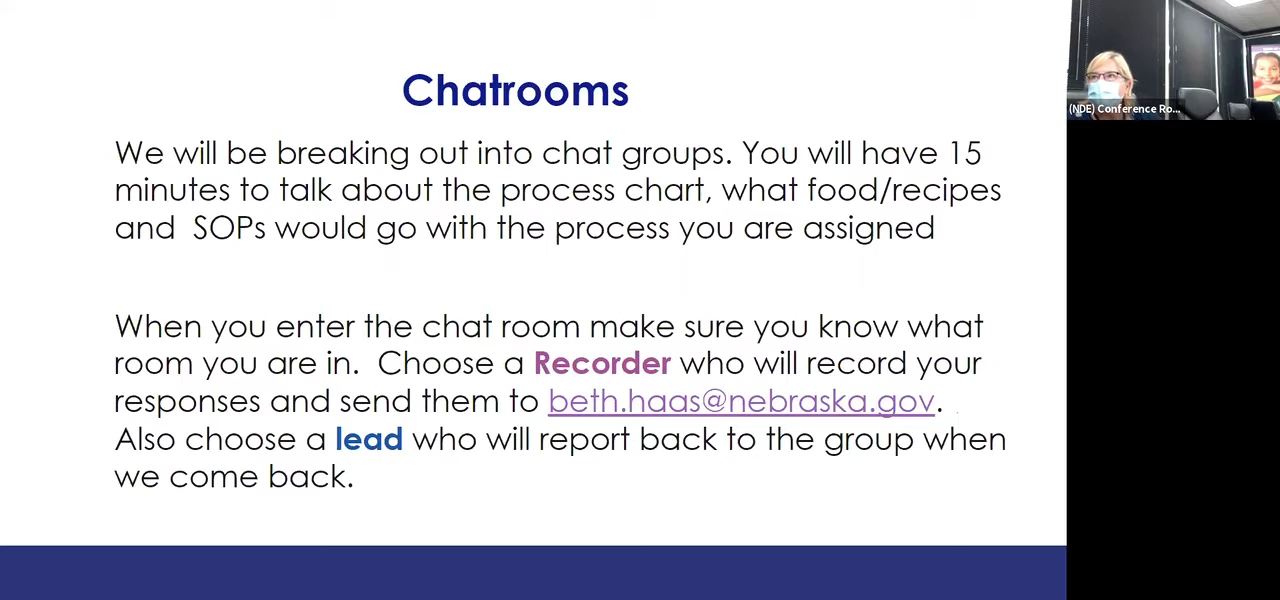 Chatrooms
We will be breaking out into chat groups. You will have 15
minutes to talk about the process chart, what food/recipes
and  SOPs would go with the process you are assigned
When you enter the chat room make sure you know what
room you are in.  Choose a Recorder who will record your
responses and send them to beth.haas@nebraska.gov.
Also choose a lead who will report back to the group when
we come back.
(NDE) Conference Ro...